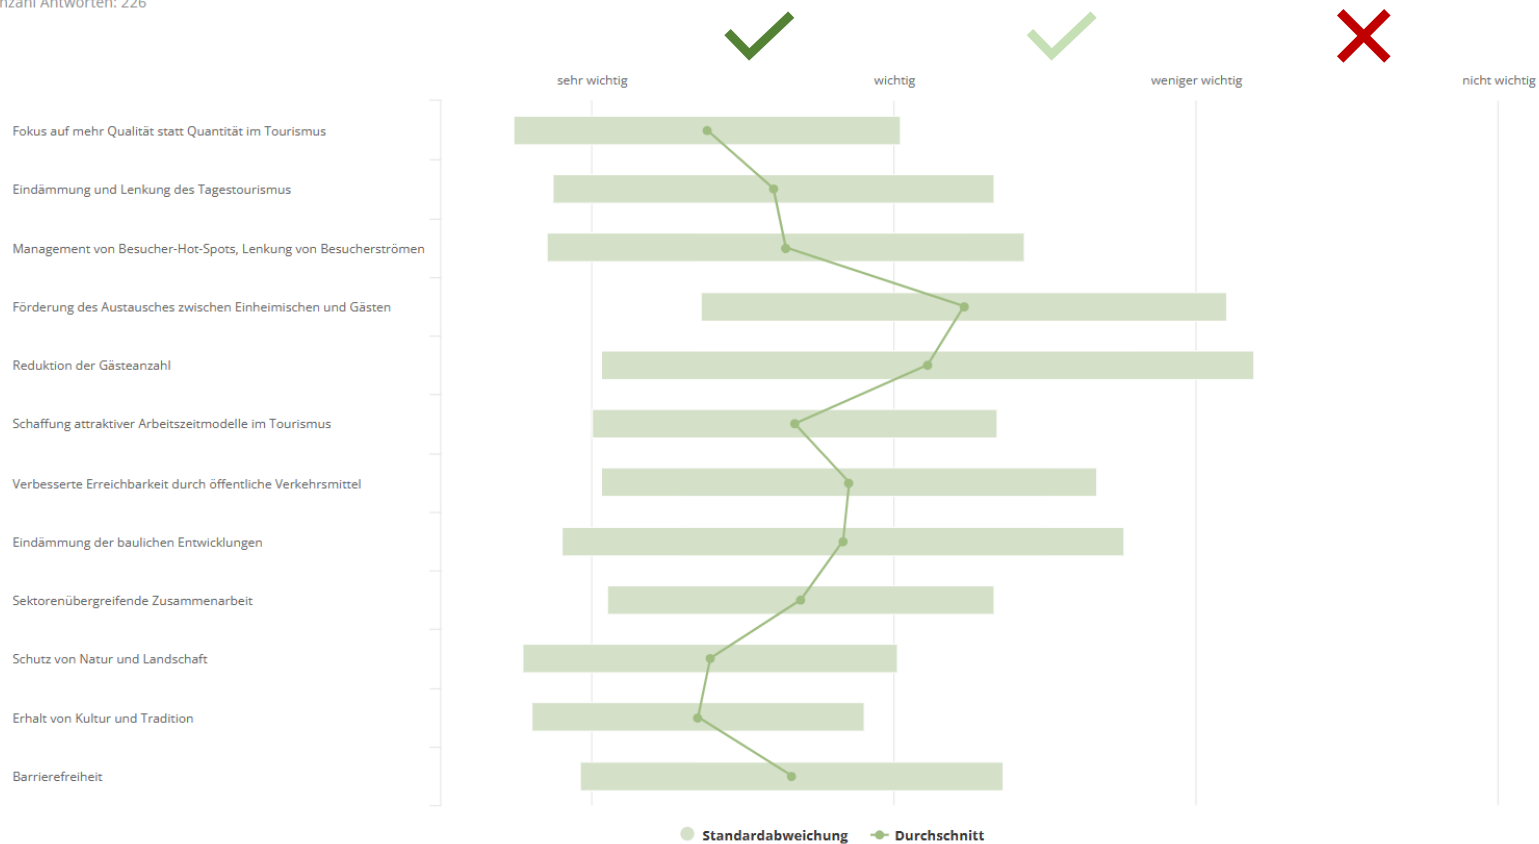 nzahl Antworten: 226
sehr wichtig
wichtig
weniger wichtig
nicht wichtig
Fokus auf mehr Qualität statt Quantität im Tourismus
Eindämmung und Lenkung des Tagestourismus
Management von Besucher-Hot-Spots, Lenkung von Besucherströmen
Förderung des Austausches zwischen Einheimischen und Gästen
Reduktion der Gästeanzahl
Schaffung attraktiver Arbeitszeitmodelle im Tourismus
Verbesserte Erreichbarkeit durch öffentliche Verkehrsmittel
Eindämmung der baulichen Entwicklungen
Sektorenübergreifende Zusammenarbeit
Schutz von Natur und Landschaft
Erhalt von Kultur und Tradition
Barrierefreiheit
Standardabweichung
Durchschnitt